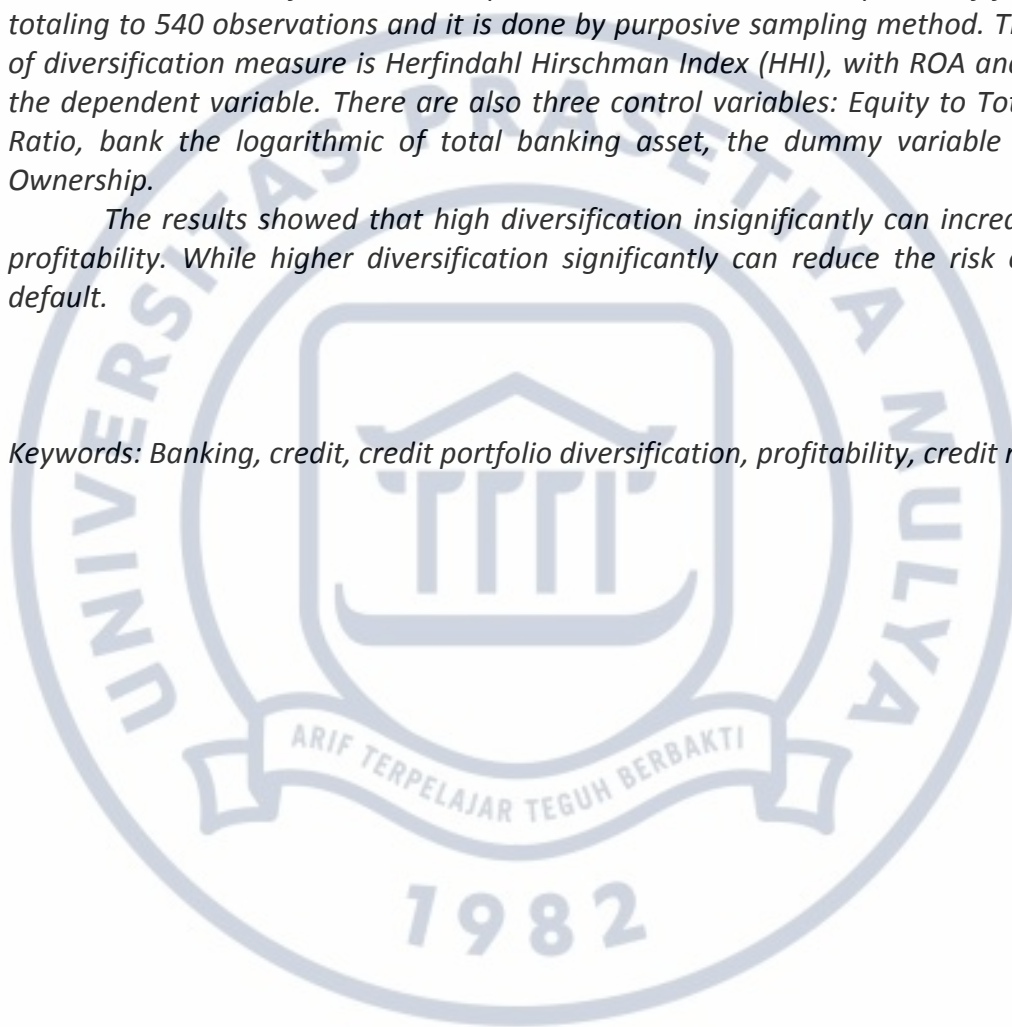 totaling to 540 observations and it is done by purposive sampling method.
of diversification measure is Herfindahl Hirschman Index (HHI), with ROA and
the dependent variable. There are also three control variables: Equity to
Ratio, bank the logarithmic of total banking asset, the dummy variable
Ownership.
The results showed that high diversification insignificantly can
profitability. While higher diversification significantly can reduce the risk
default.
Keywords: Banking, credit, credit portfolio diversification, profitability, credit
UNIVERSITAS PRASETIYA MULYA
ARIF TERPELAJAR TEGUH BERBAKTI
1982